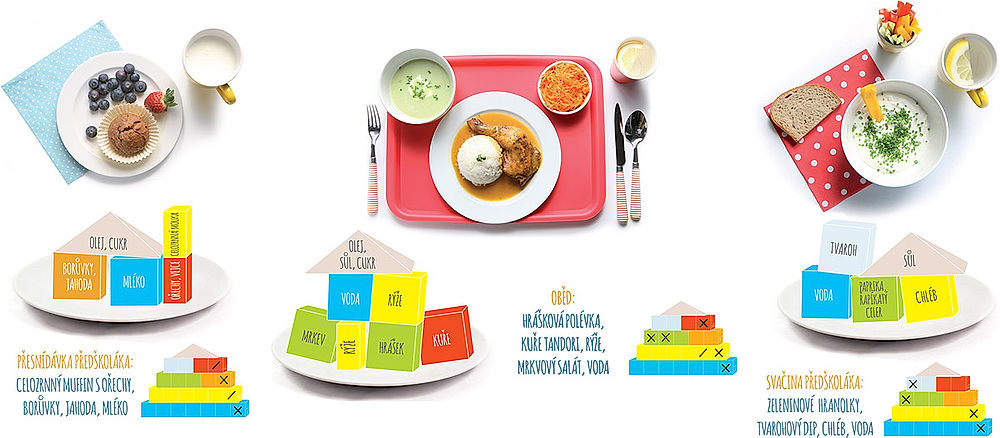 OLEJ, CUKR
BORŮVKY,
JAHODA
MLÉKO
OŘECHY, VEJCE
CELOZRNNÁ MOUKA
PŘESNÍDÁVKA PŘEDŠKOLÁKA:
CELOZRNNÝ MUFFIN S OŘECHY,
BORŮVKY, JAHODA, MLÉKO
OLEJ,
SŮL, CUKR
VODA
RÝŽE
MRKEV
RÝŽE
HRÁŠEK
KUŘE
OBĚD:
HRÁŠKOVÁ POLÉVKA,
KUŘE TANDORI, RÝŽE,
MRKVOVÝ SALÁT, VODA
TVAROH
SŮL
VODA
PAPRIKA,
ŘAPÍKATÝ
CELER
CHLÉB
SVAČINA PŘEDŠKOLÁKA:
ZELENINOVÉ HRANOLKY,
TVAROHOVÝ DIP, CHLÉB, VODA